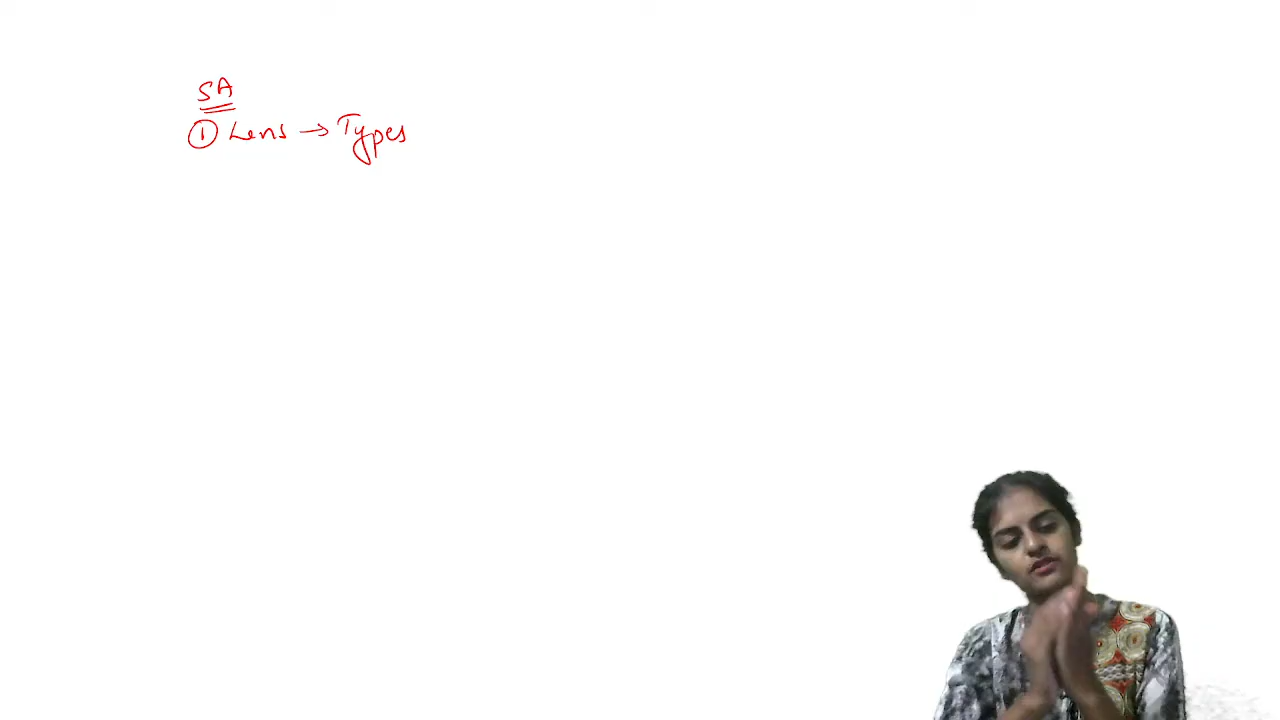 SA
① Lens → Types